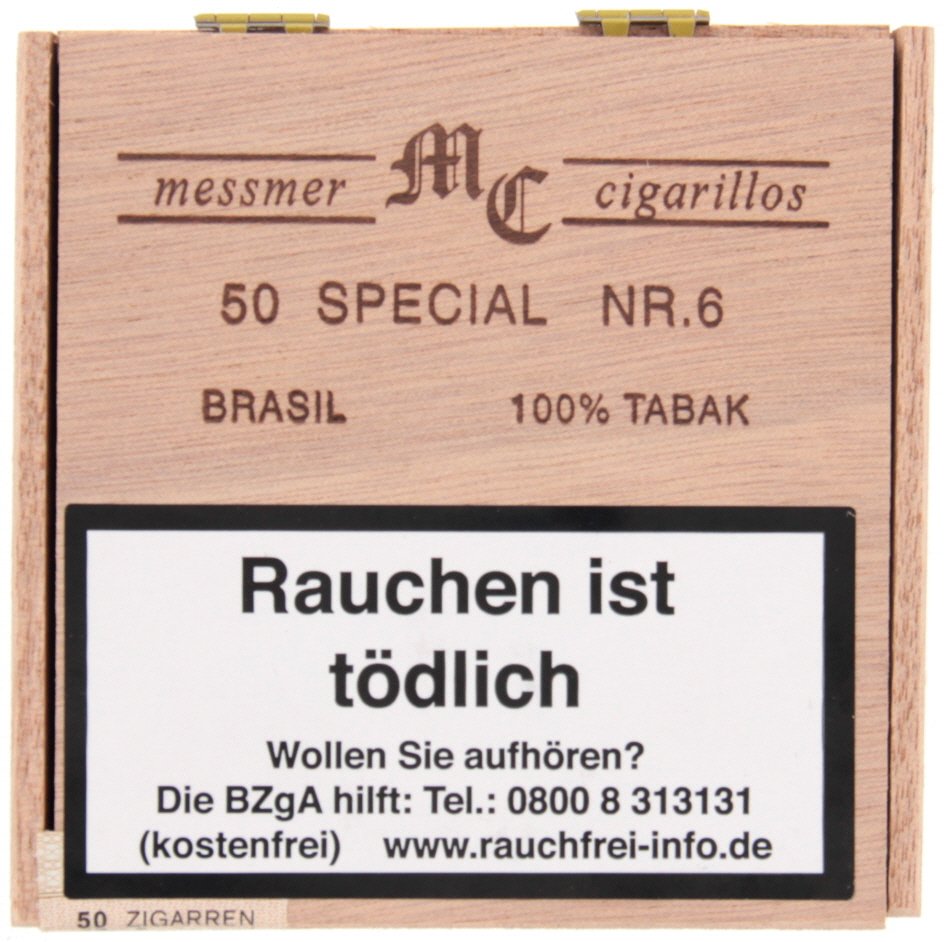 messmer MC cigarillos
50 SPECIAL NR.6
BRASIL 100% TABAK
Rauchen ist
tödlich
Wollen Sie aufhören?
Die BZgA hilft: Tel.: 0800 8 313131
(kostenfrei) www.rauchfrei-info.de
50 ZIGARREN